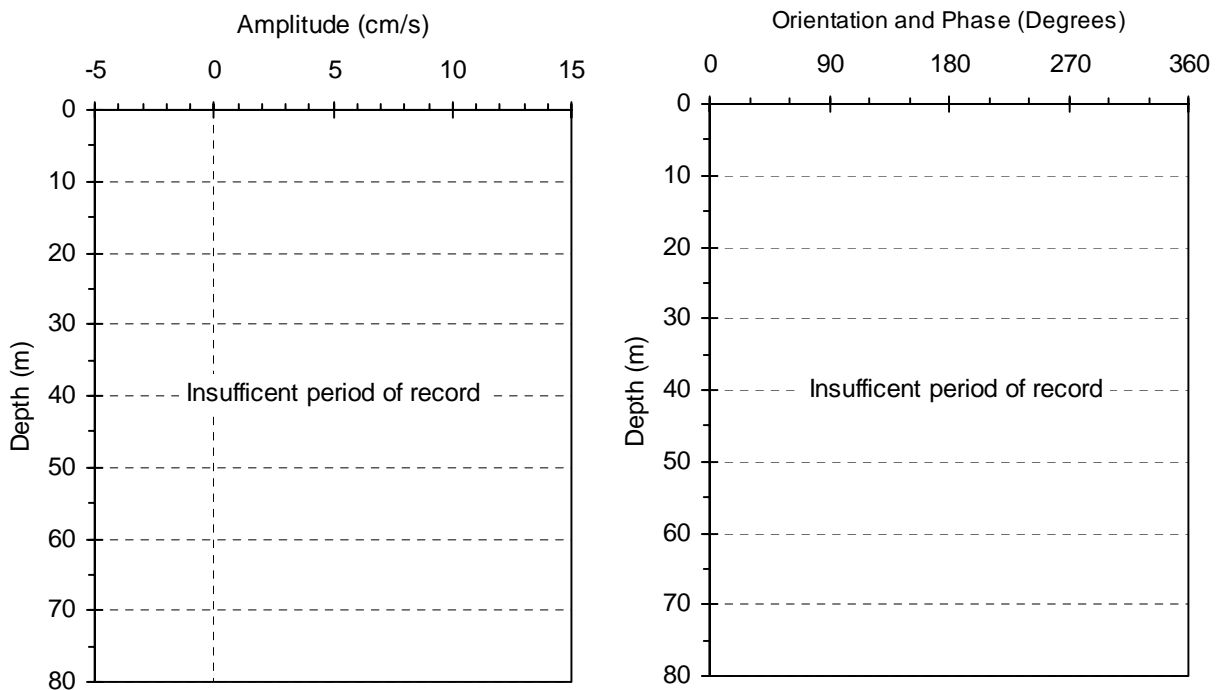 Amplitude (cm/s)
-5 0 5 10 15
0
10
20
30
40
50
60
70
80
Depth (m)
Insufficent period of record
Orientation and Phase (Degrees)
0 90 180 270 360
0
10
20
30
40
50
60
70
80
Depth (m)
Insufficent period of record